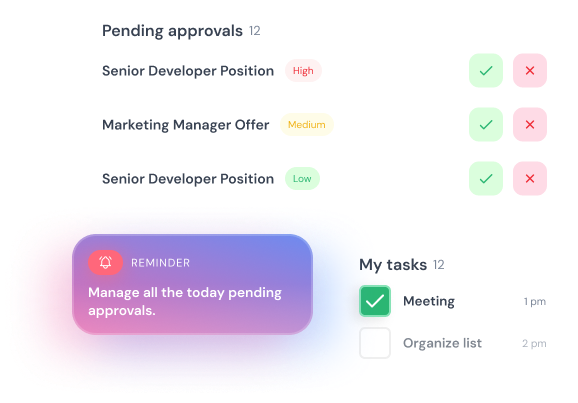 Pending approvals 12
Senior Developer Position High
Marketing Manager Offer Medium
Senior Developer Position Low
REMINDER
Manage all the today pending
approvals.
My tasks 12
Meeting 1 pm
Organize list 2 pm